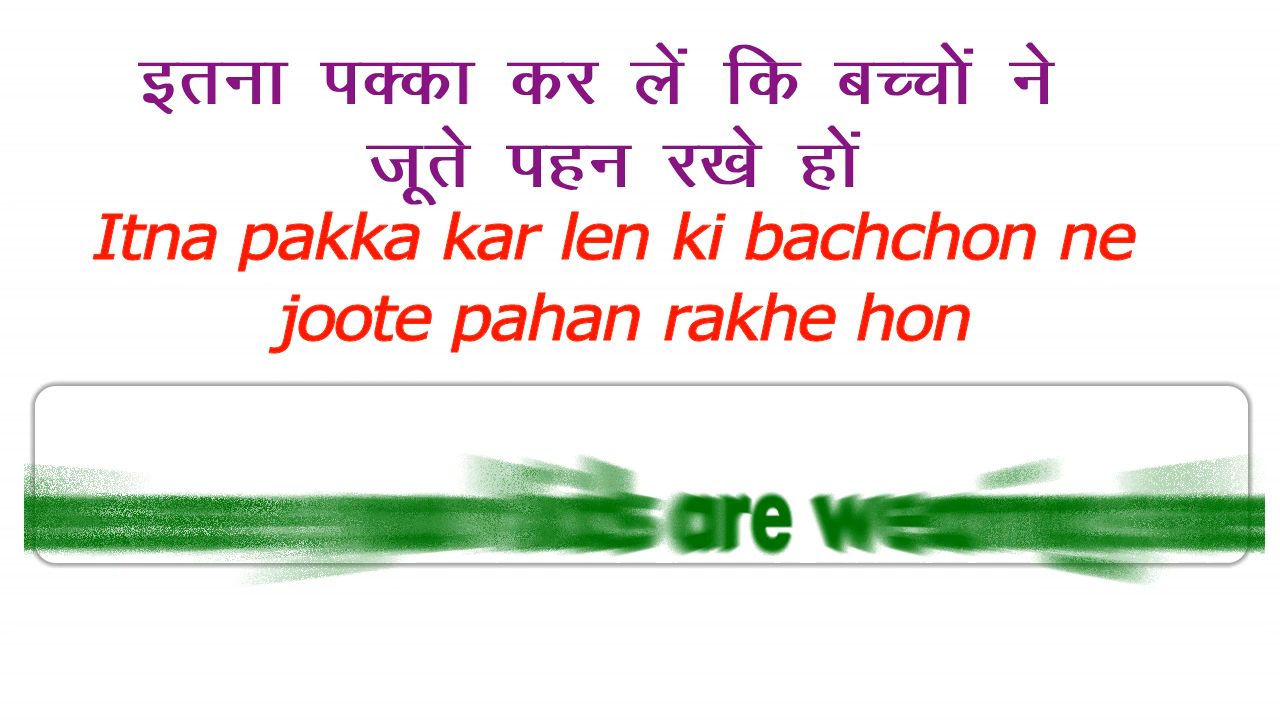 इतना पक्का कर लें कि बच्चों ने
जूते पहन रखे हों
Itna pakka kar len ki bachchon ne
joote pahan rakhe hon
are